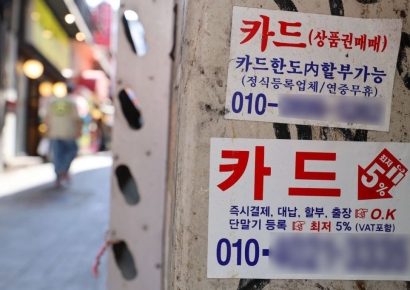 카드(상품권매매)
카드한도內할부가능
(정식등록업체/연중무휴)
010-
카드
최저
5%
즉시결제, 대납, 할부, 출장 ☞ O.K
단말기 등록 ☞ 최저 5% (VAT포함)
010-